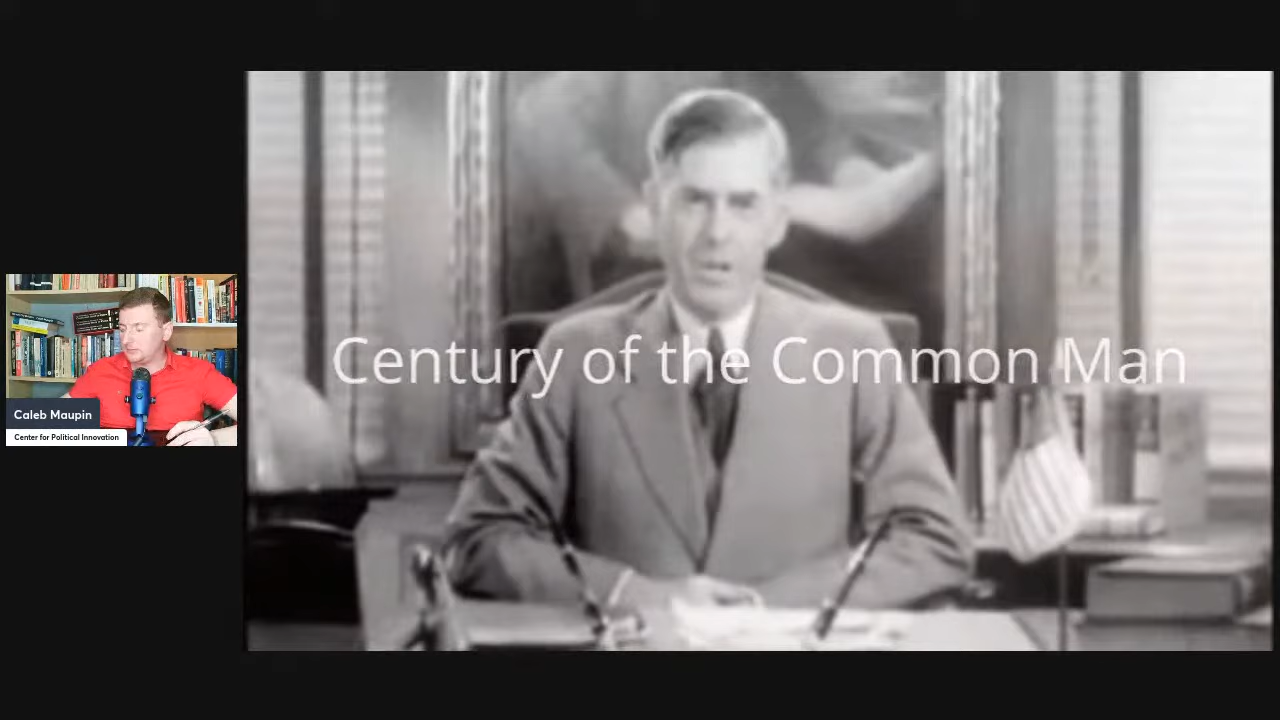 Century of the Common Man
Caleb Maupin
Center for Political Innovation